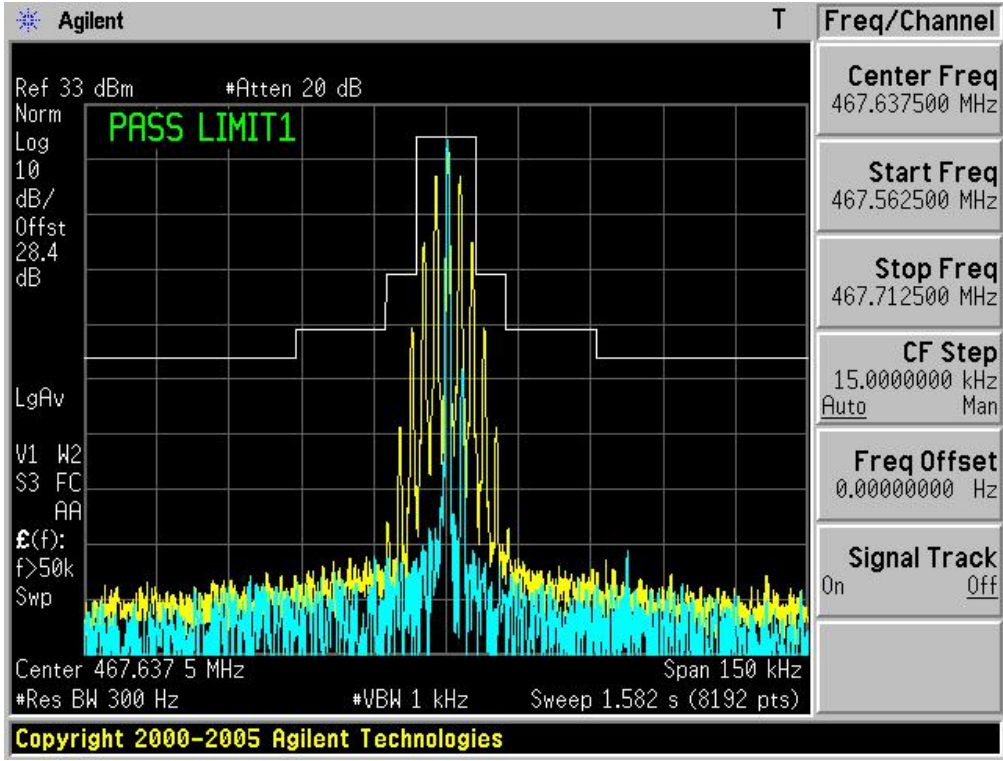 Agilent T
Ref 33 dBm #Atten 20 dB
Norm
Log
10
dB/
Offst
28.4
dB
LgAv
V1 W2
S3 FC
AA
£(f):
f>50k
Swp
PASS LIMIT1
Center 467.637 5 MHz Span 150 kHz
#Res BW 300 Hz #VBW 1 kHz Sweep 1.582 s (8192 pts)
Copyright 2000-2005 Agilent Technologies
Freq/Channel
Center Freq
467.637500 MHz
Start Freq
467.562500 MHz
Stop Freq
467.712500 MHz
CF Step
15.0000000 kHz
Auto Man
Freq Offset
0.00000000 Hz
Signal Track
On Off